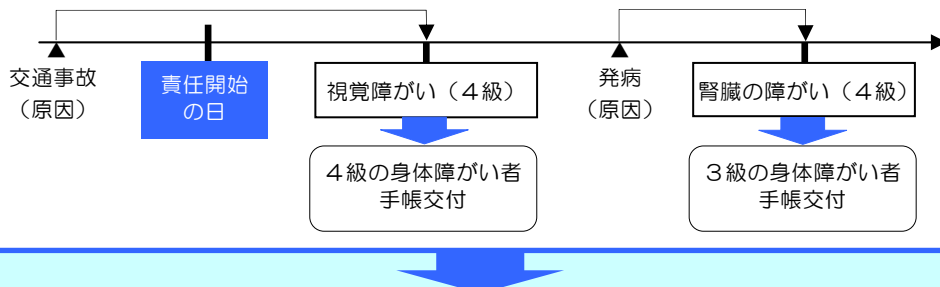 交通事故
（原因）
責任開始
の日
視覚障がい（４級）
発病
（原因）
腎臓の障がい（４級）
４級の身体障がい者
手帳交付
３級の身体障がい者
手帳交付